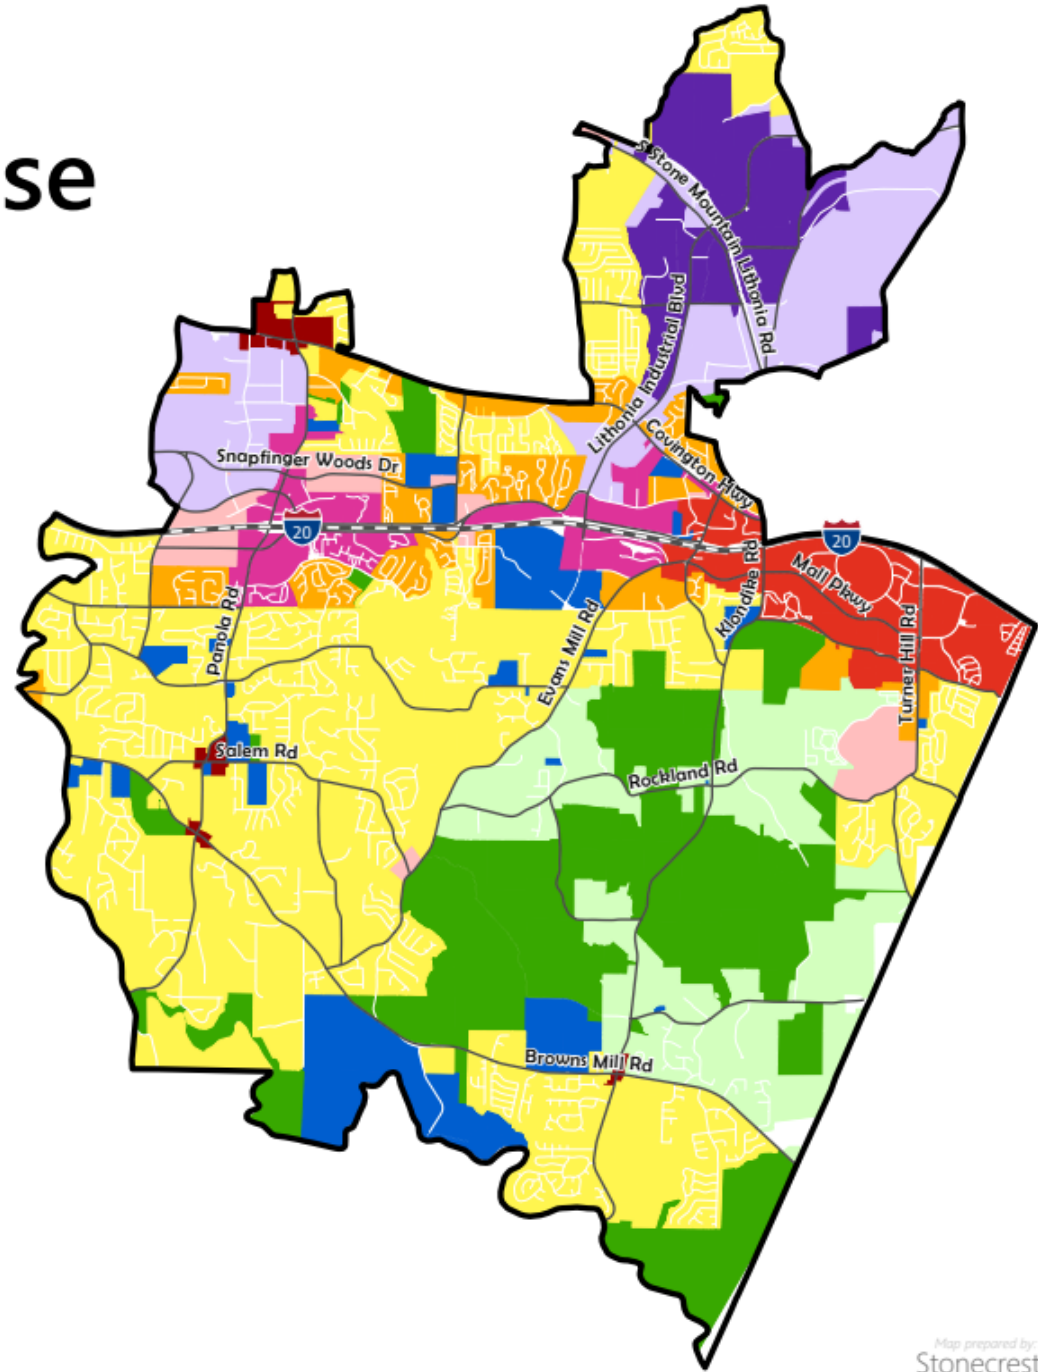 se
S Stone Mountain Lithonia Rd
Lithonia Industrial Blvd
Covington Hwy
Snapfinger Woods Dr
20
20
Mall Pkwy
Klondike Rd
Panola Rd
Evans Mill Rd
Turner Hill Rd
Salem Rd
Rockland Rd
Browns Mill Rd
Map prepared by:
Stonecrest